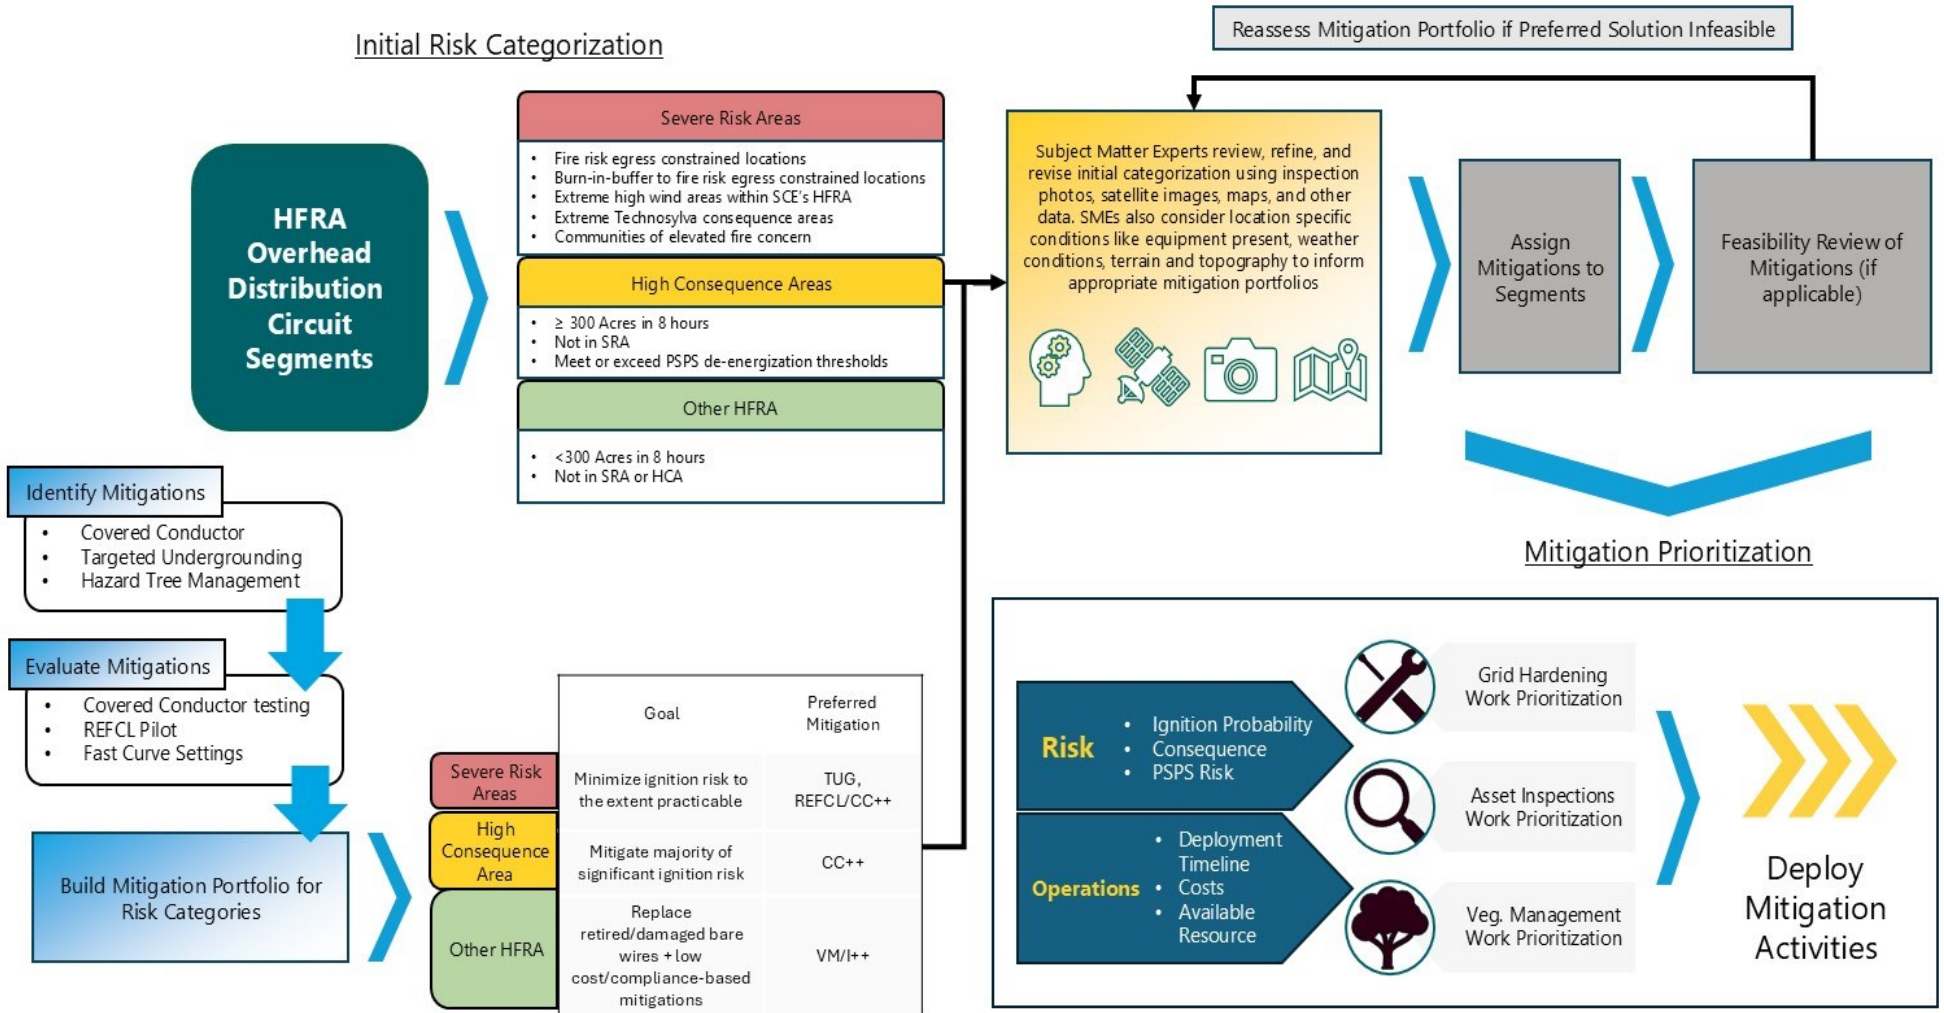 Initial Risk Categorization
Reassess Mitigation Portfolio if Preferred Solution Infeasible
HFRA
Overhead
Distribution
Circuit
Segments
Severe Risk Areas
• Fire risk egress constrained locations
• Burn-in-buffer to fire risk egress constrained locations
• Extreme high wind areas within SCE's HFRA
• Extreme Technosylva consequence areas
• Communities of elevated fire concern
High Consequence Areas
• ≥ 300 Acres in 8 hours
• Not in SRA
• Meet or exceed PSPS de-energization thresholds
Other HFRA
• <300 Acres in 8 hours
• Not in SRA or HCA
Subject Matter Experts review, refine, and
revise initial categorization using inspection
photos, satellite images, maps, and other
data. SMEs also consider location specific
conditions like equipment present, weather
conditions, terrain and topography to inform
appropriate mitigation portfolios
Assign
Mitigations to
Segments
Feasibility Review of
Mitigations (if
applicable)
Identify Mitigations
• Covered Conductor
• Targeted Undergrounding
• Hazard Tree Management
Evaluate Mitigations
• Covered Conductor testing
• REFCL Pilot
• Fast Curve Settings
Build Mitigation Portfolio for
Risk Categories
Goal
Preferred
Mitigation
Severe Risk
Areas
Minimize ignition risk to
the extent practicable
TUG,
REFCL/CC++
High
Consequence
Area
Mitigate majority of
significant ignition risk
CC++
Other HFRA
Replace
retired/damaged bare
wires + low
cost/compliance-based
mitigations
VM/I++
Mitigation Prioritization
Risk
• Ignition Probability
• Consequence
• PSPS Risk
Operations
• Deployment
Timeline
• Costs
• Available
Resource
Grid Hardening
Work Prioritization
Asset Inspections
Work Prioritization
Veg. Management
Work Prioritization
Deploy
Mitigation
Activities